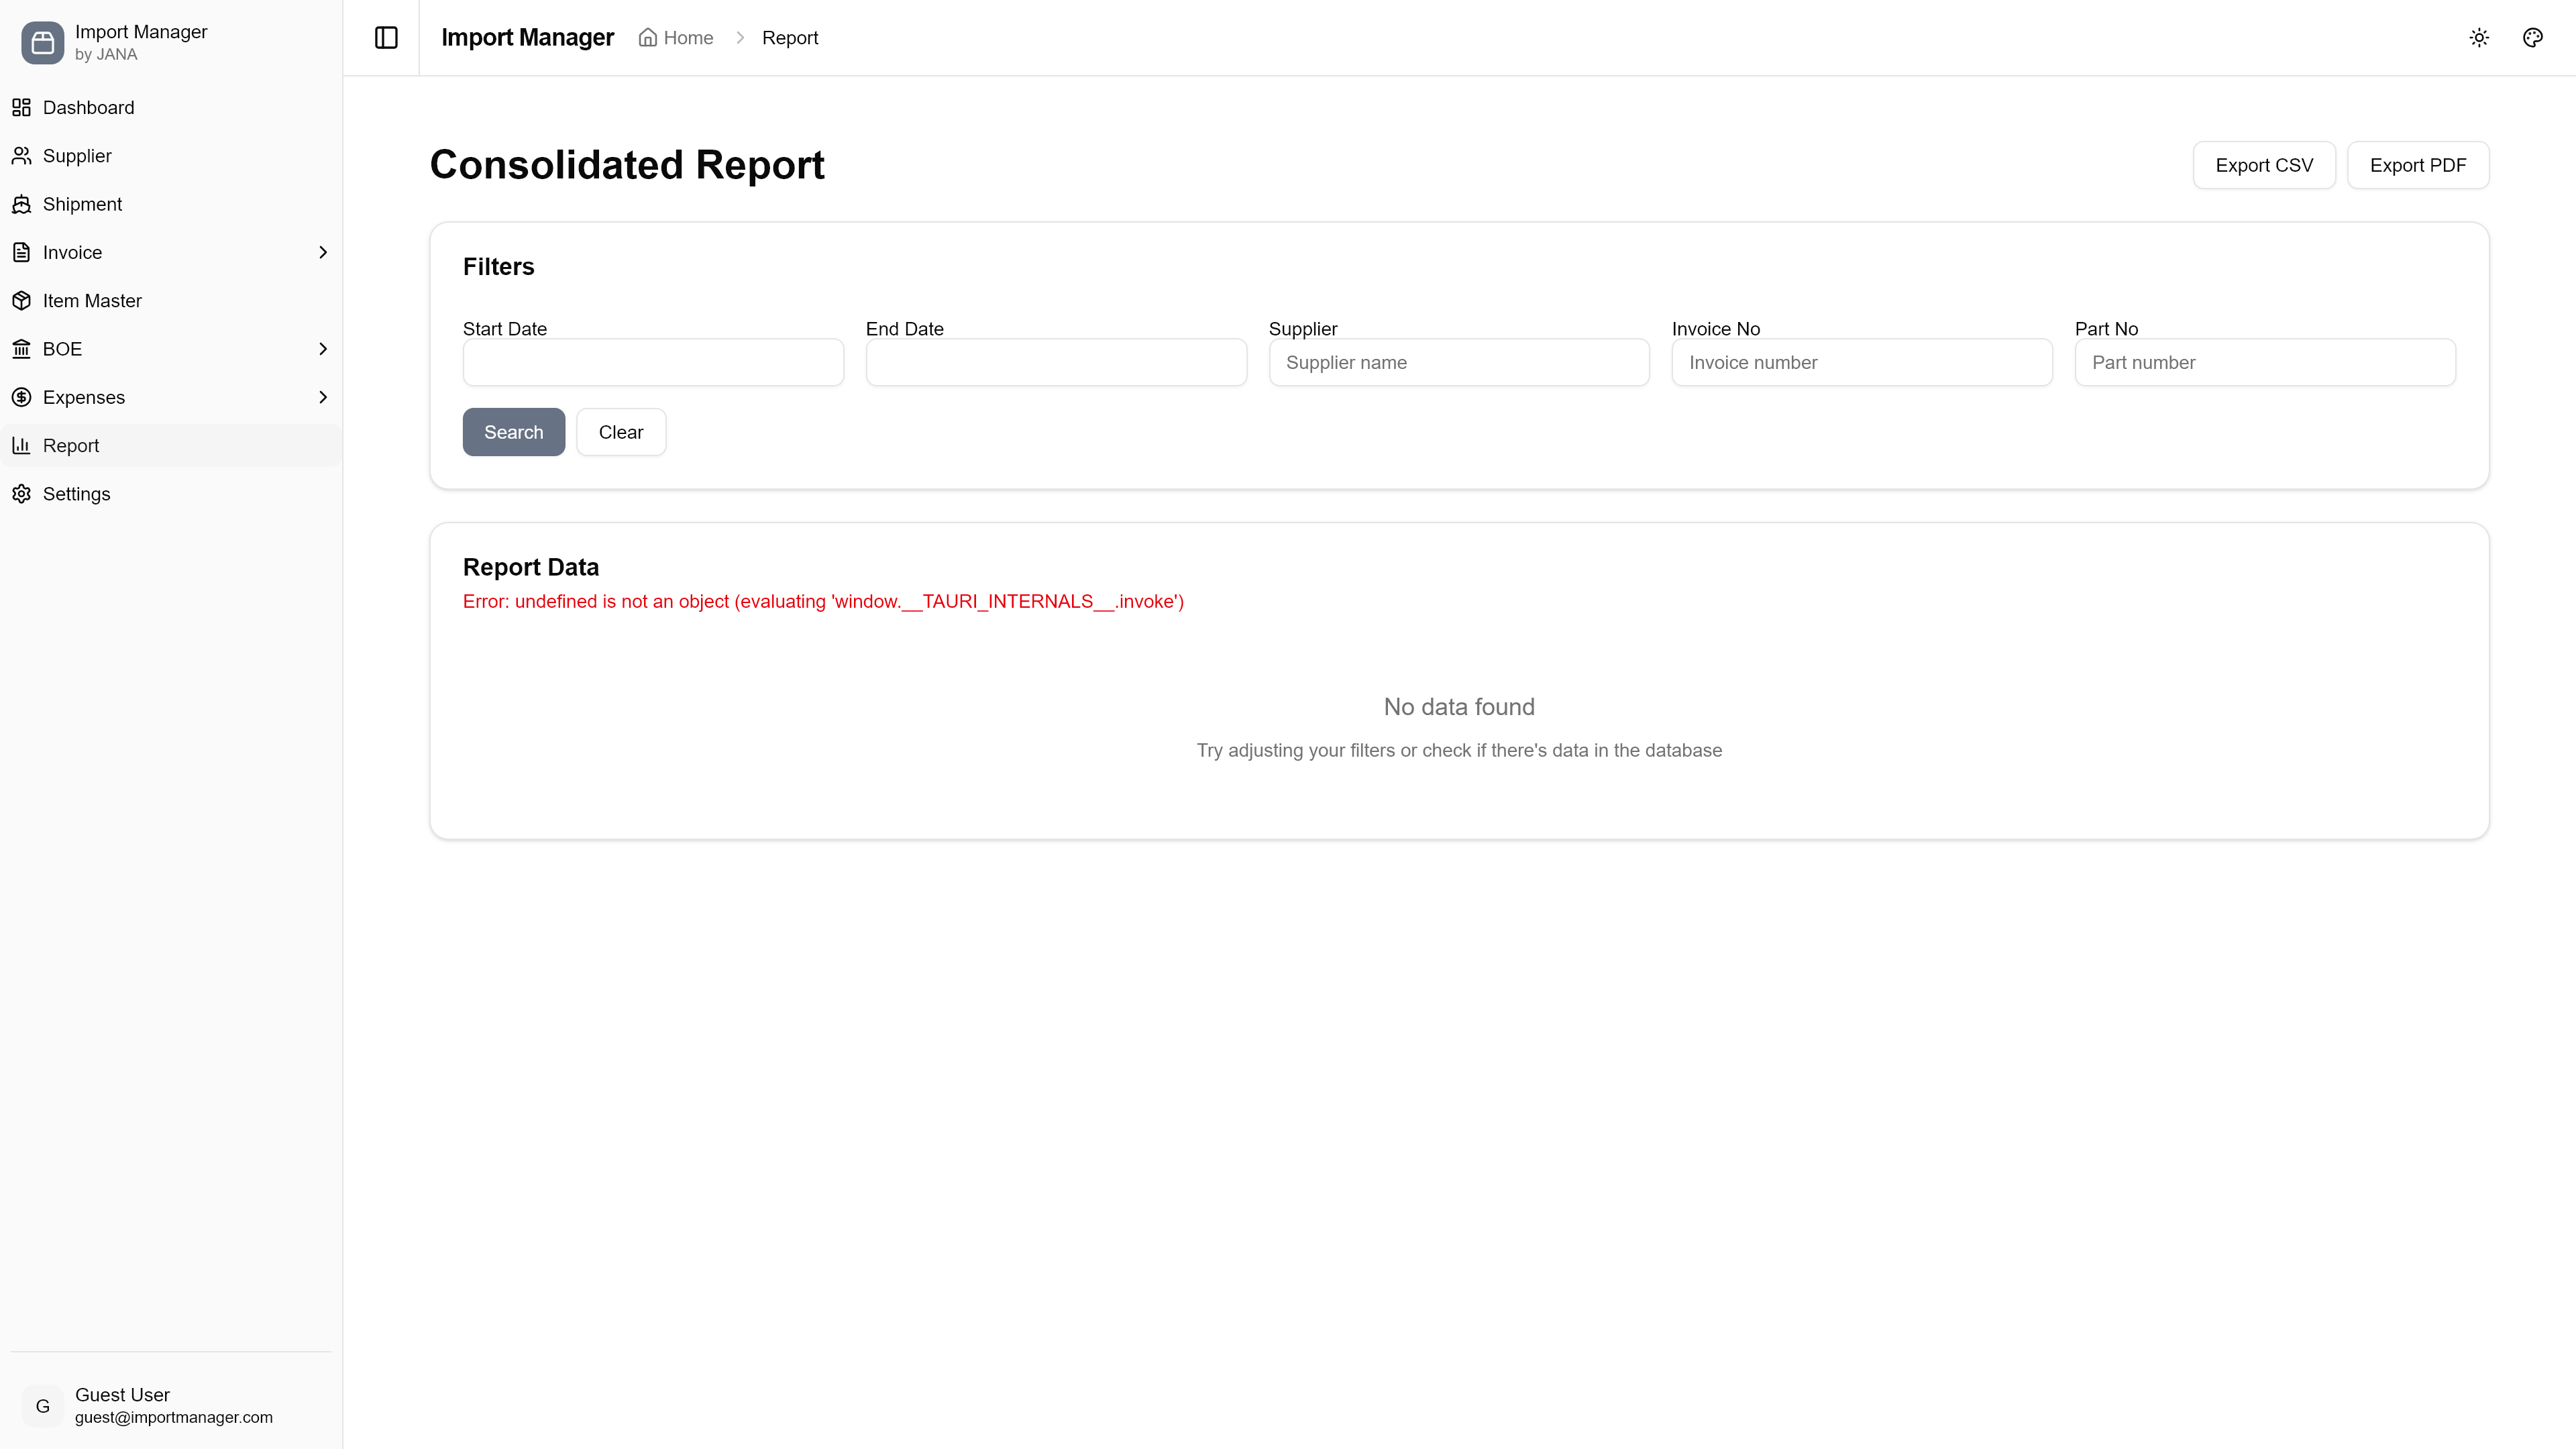 Import Manager
by JANA
Dashboard
Supplier
Shipment
Invoice
Item Master
BOE
Expenses
Report
Settings
Guest User
G
guest@importmanager.com
Import Manager
Home
Report
Consolidated Report
Export CSV
Export PDF
Filters
Start Date
End Date
Supplier
Invoice No
Part No
Supplier name
Invoice number
Part number
Search
Clear
Report Data
Error: undefined is not an object (evaluating 'window.__TAURI_INTERNALS__.invoke')
No data found
Try adjusting your filters or check if there's data in the database